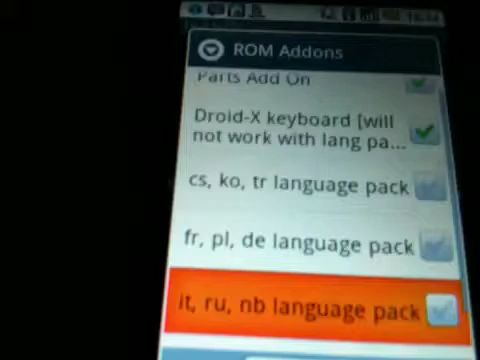 ROM Addons
Parts Add On
Droid-X keyboard [will
not work with lang pa...
cs, ko, tr language pack
fr, pl, de language pack
it, ru, nb language pack